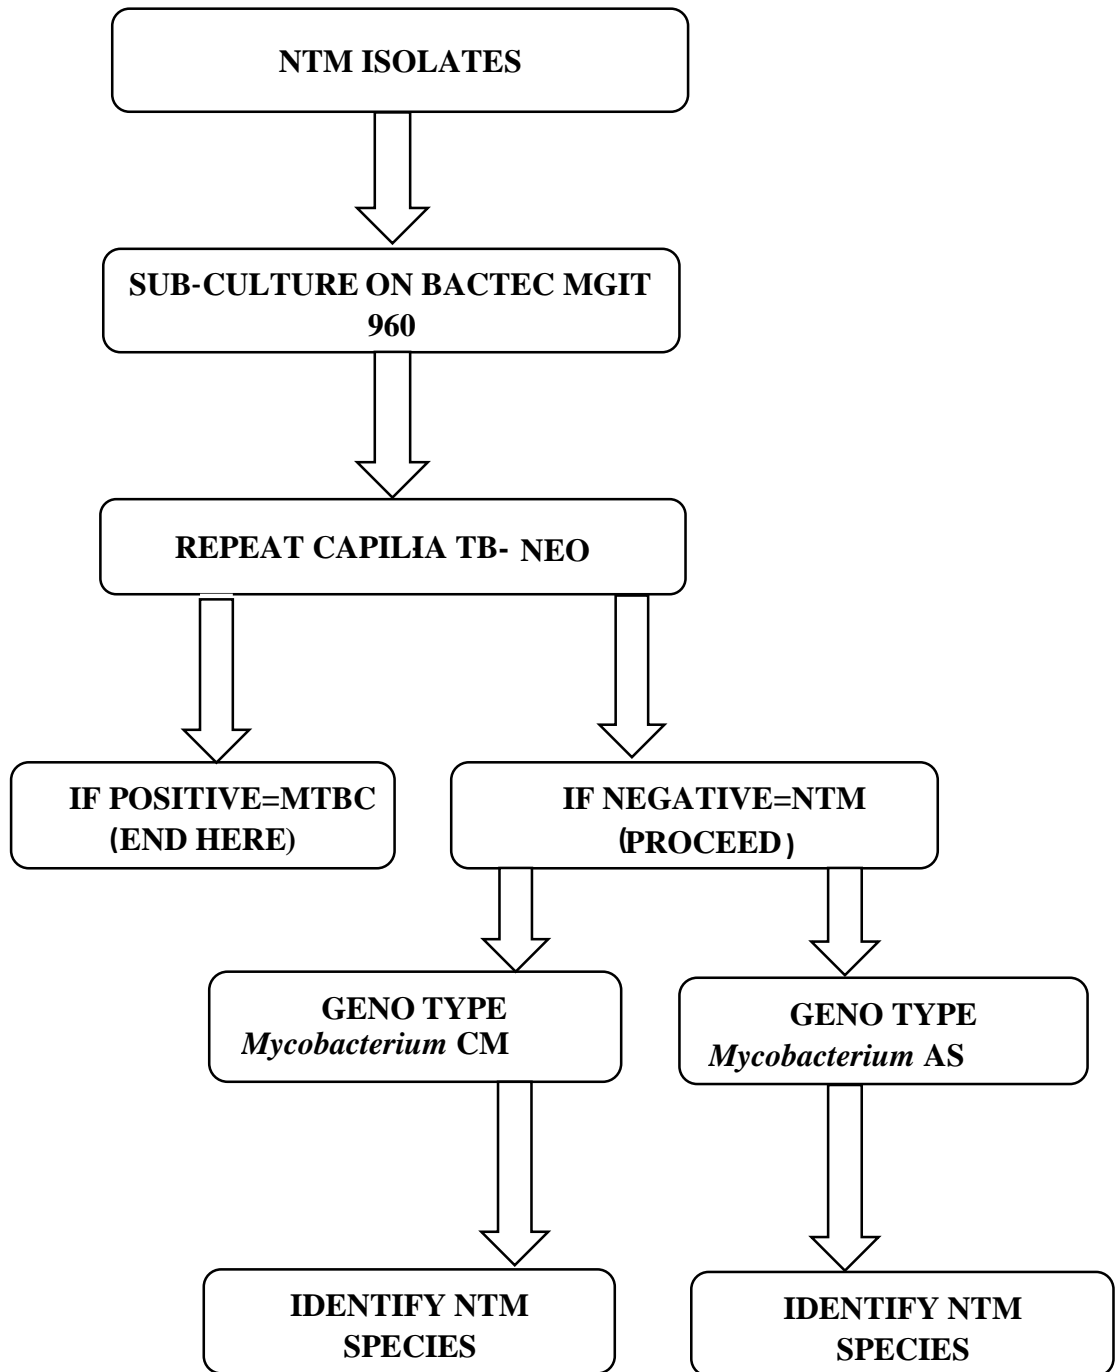 NTM ISOLATES
SUB-CULTURE ON BACTEC MGIT
960
REPEAT CAPILIA TB- NEO
IF POSITIVE=MTBC
(END HERE)
IF NEGATIVE=NTM
(PROCEED)
GENO TYPE
Mycobacterium CM
GENO TYPE
Mycobacterium AS
IDENTIFY NTM
SPECIES
IDENTIFY NTM
SPECIES